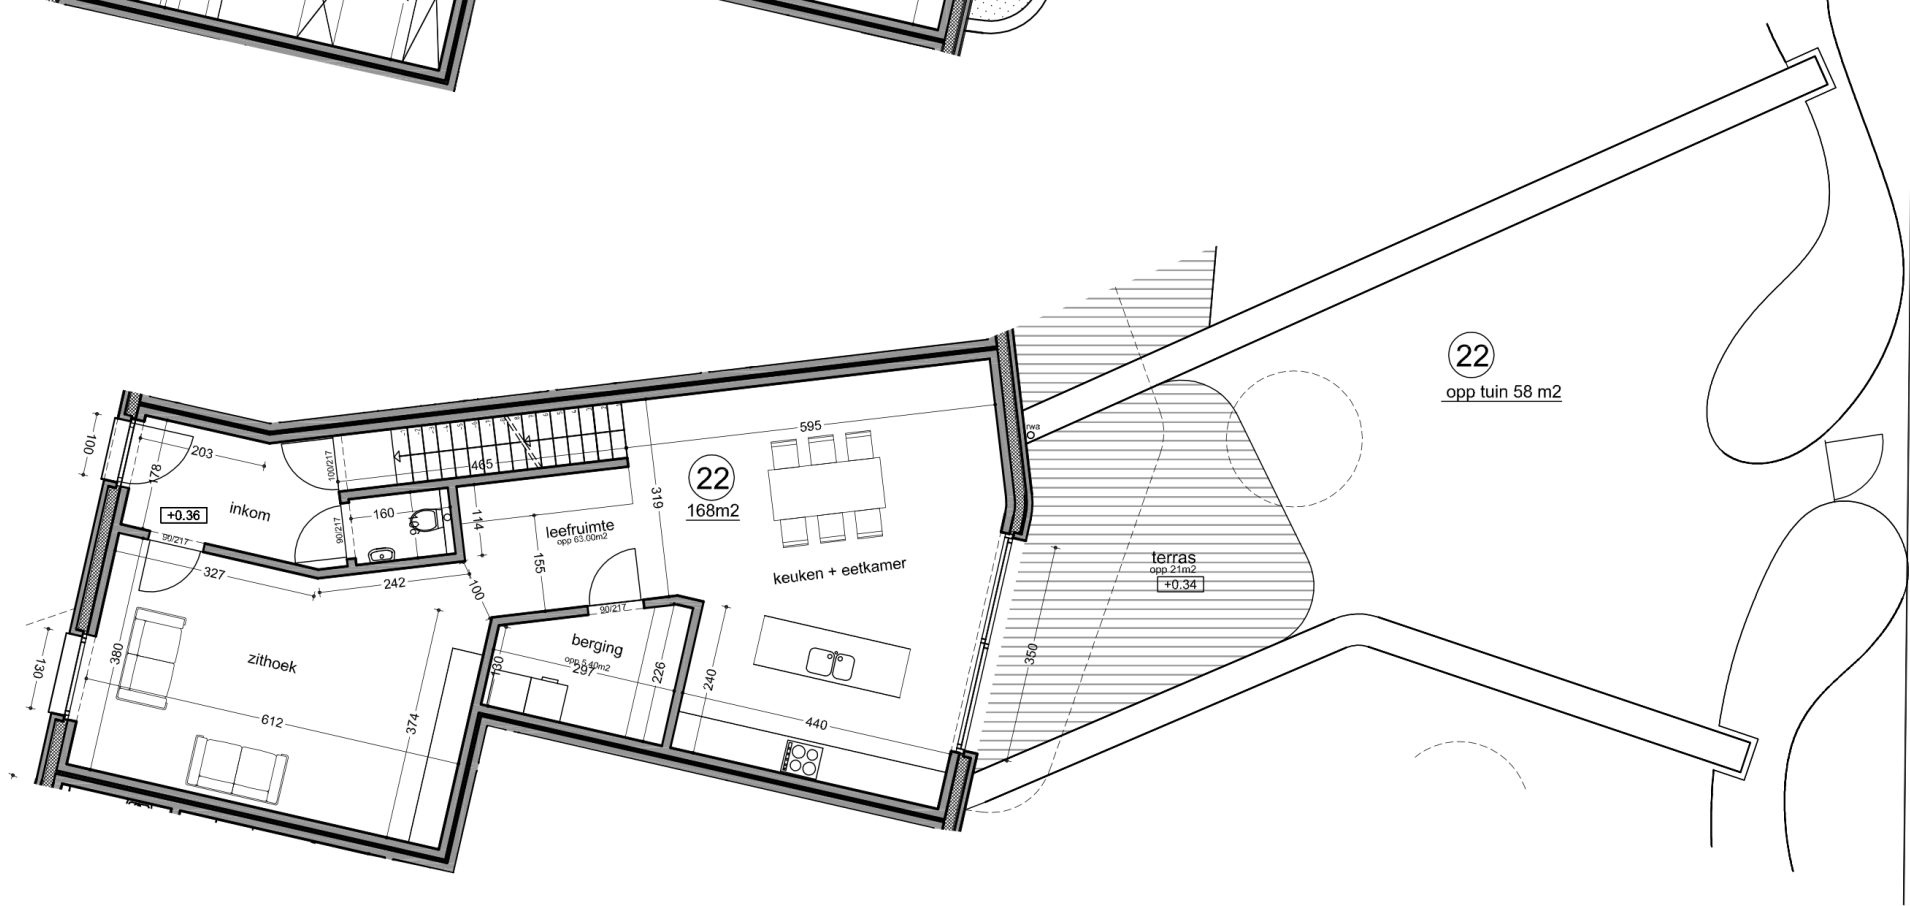 22
opp tuin 58 m2
595
rwa
100
203
178
100/217
465
22
168m2
319
inkom
+0.36
90/217
160
90/217
114
leefruimte
opp 63.00m2
155
327
242
100
keuken + eetkamer
terras
opp 21m2
+0.34
90/217
berging
opp 5.40m2
297
130
226
240
350
380
130
zithoek
612
374
440